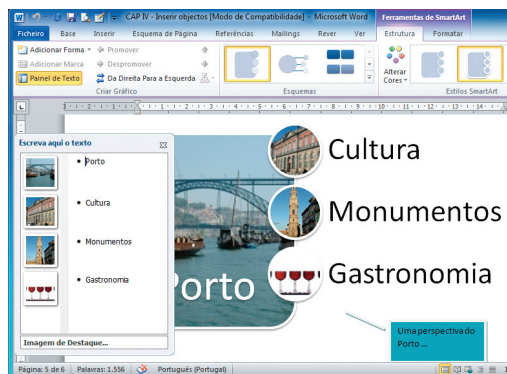 CAP IV - Inserir objectos [Modo de Compatibilidade] - Microsoft Word
Ferramentas de SmartArt
Ficheiro Base Inserir Esquema de Página Referências Mailings Rever Ver Estrutura Formatar
Adicionar Forma Promover
Adicionar Marca Despromover
Painel de Texto Da Direita Para a Esquerda
Alterar
Cores
Criar Gráfico Esquemas Estilos SmartArt
Escreva aqui o texto
• Porto
• Cultura
• Monumentos
• Gastronomia
Imagem de Destaque...
Cultura
Monumentos
Gastronomia
Porto
Uma perspectiva do
Porto ...
Página: 5 de 6 Palavras: 1.556 Português (Portugal)